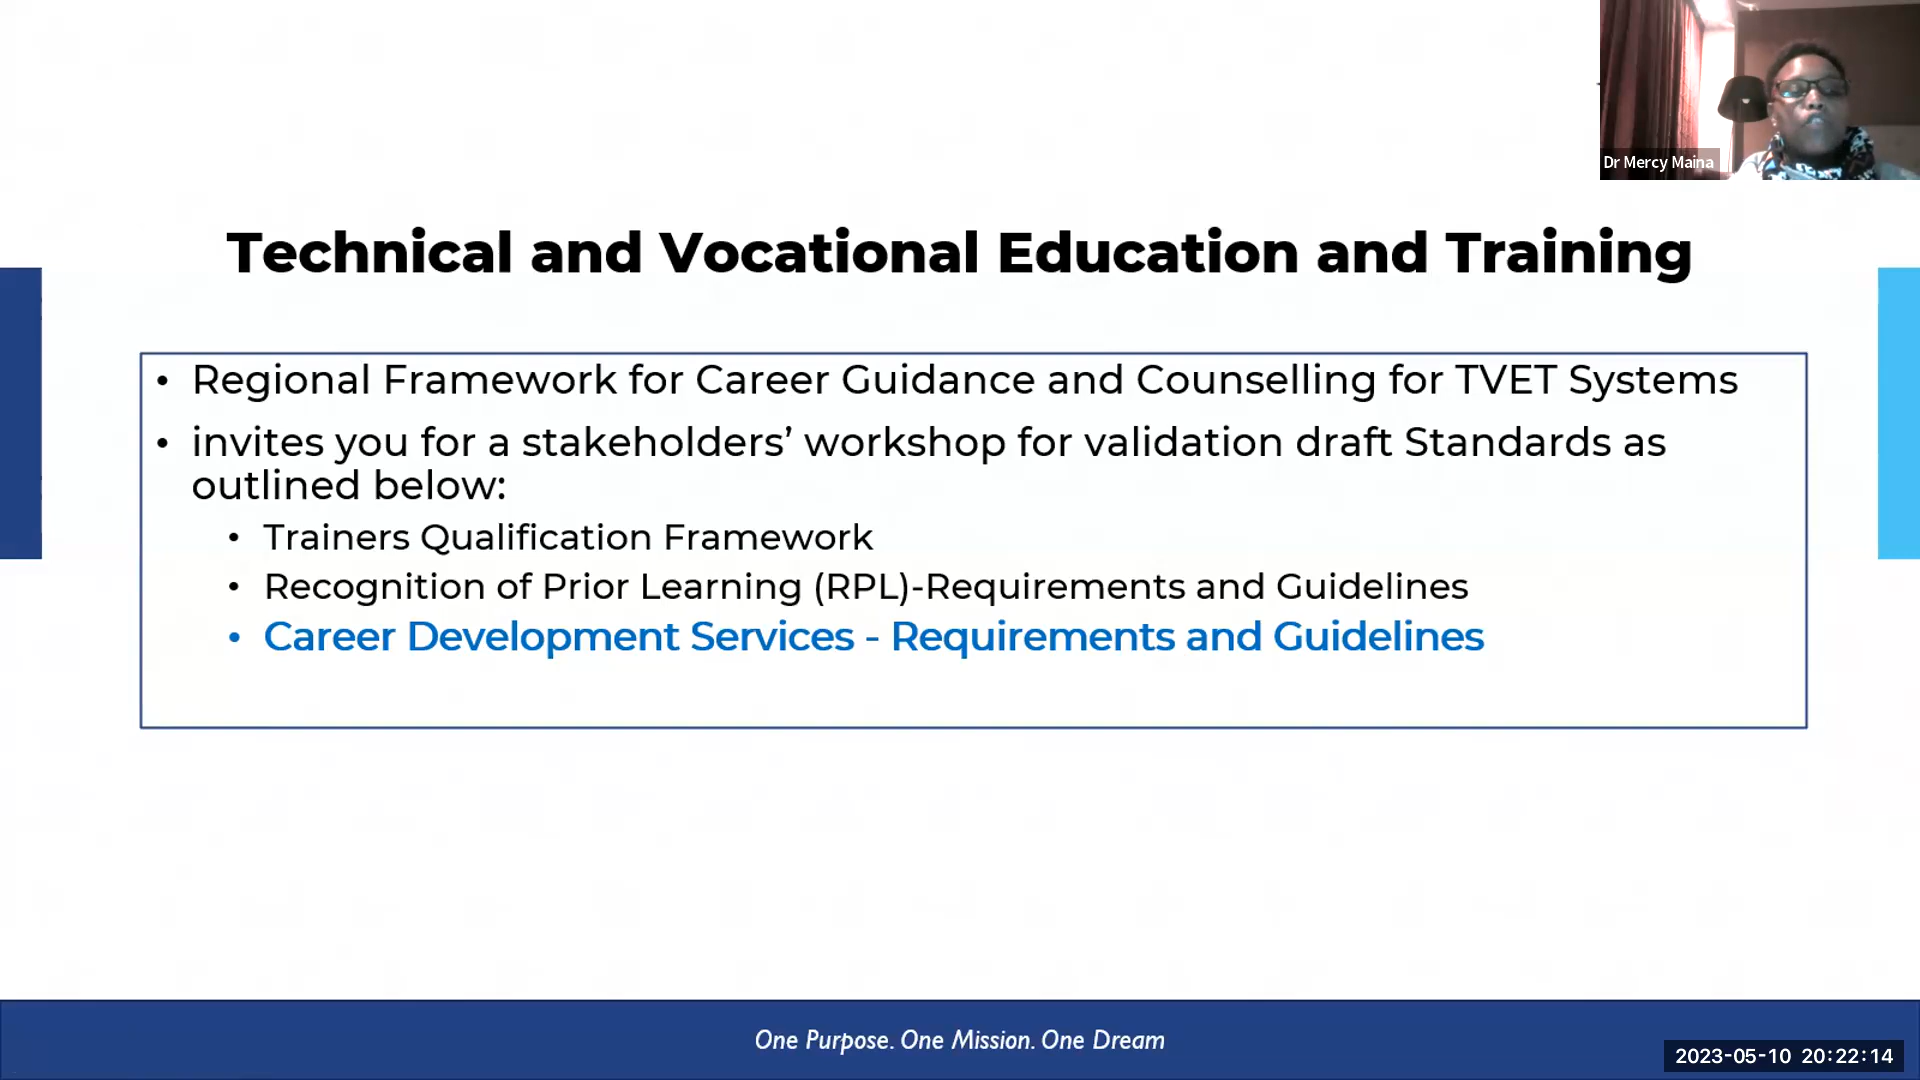 Dr Mercy Maina
Technical and Vocational Education and Training
• Regional Framework for Career Guidance and Counselling for TVET Systems
• invites you for a stakeholders’ workshop for validation draft Standards as
outlined below:
• Trainers Qualification Framework
• Recognition of Prior Learning (RPL)-Requirements and Guidelines
• Career Development Services - Requirements and Guidelines
One Purpose. One Mission. One Dream
2023-05-10 20:22:14